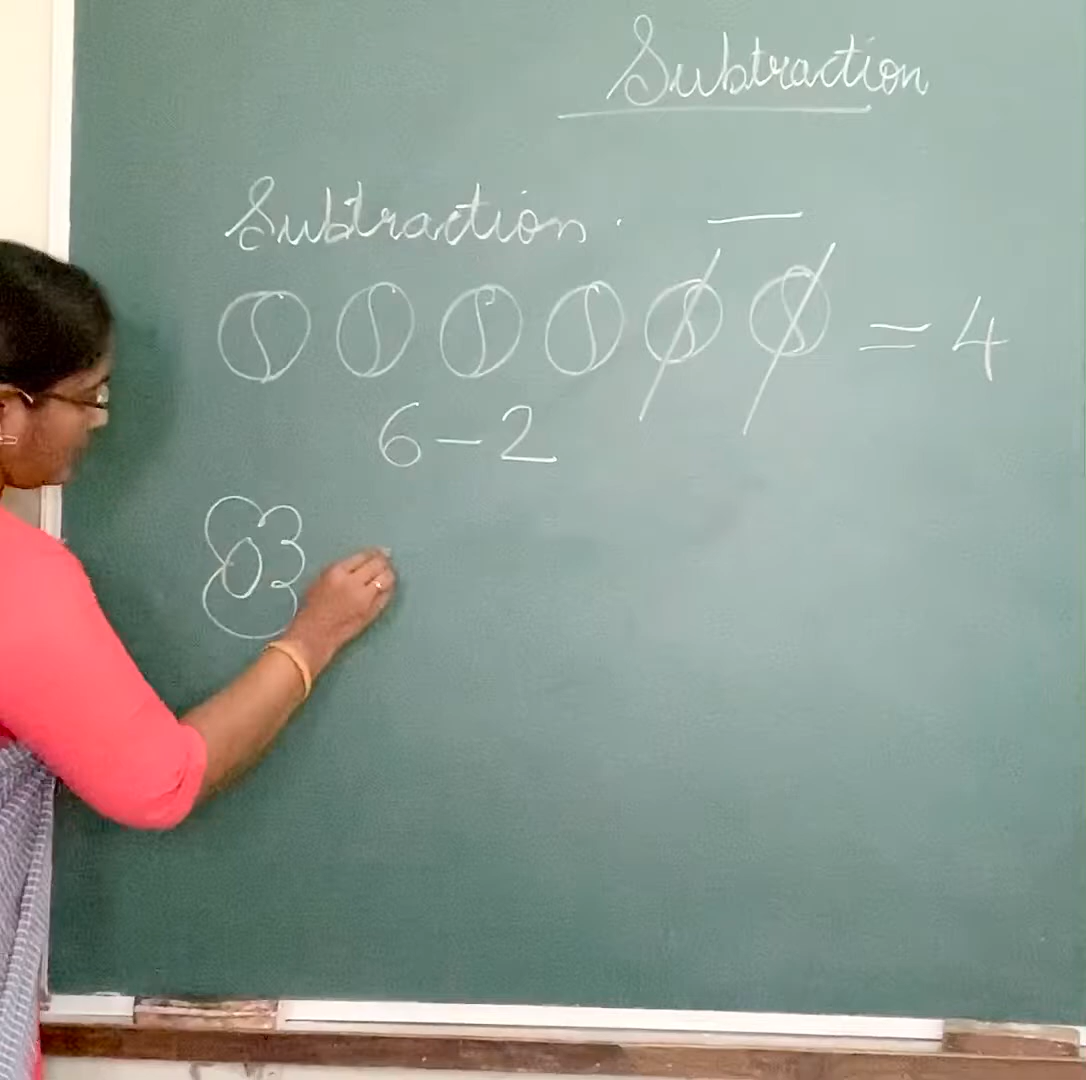 Subtraction
Subtraction. —
= 4
6 - 2